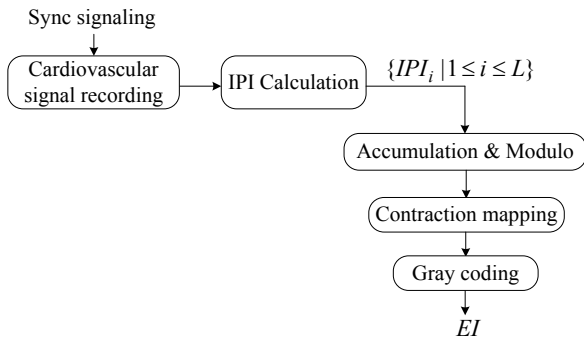 Sync signaling
Cardiovascular
signal recording
IPI Calculation
{IPI_i | 1 ≤ i ≤ L}
Accumulation & Modulo
Contraction mapping
Gray coding
EI